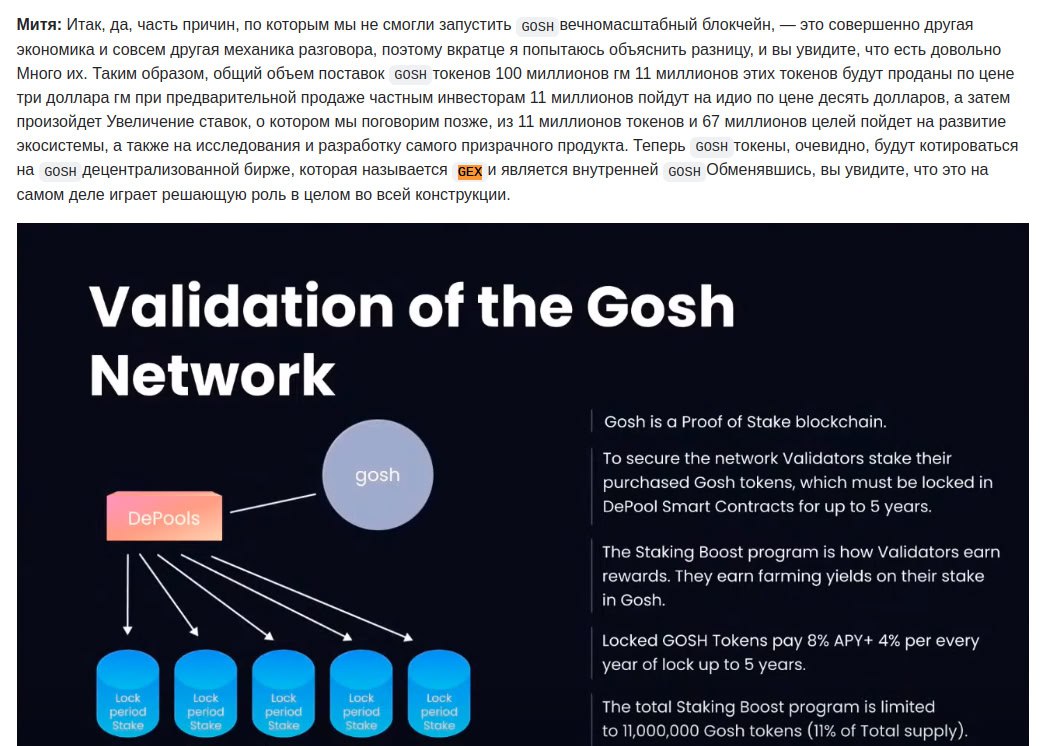 Митя: Итак, да, часть причин, по которым мы не смогли запустить GOSH вечномасштабный блокчейн, — это совершенно другая
экономика и совсем другая механика разговора, поэтому вкратце я попытаюсь объяснить разницу, и вы увидите, что есть довольно
Много их. Таким образом, общий объем поставок GOSH токенов 100 миллионов гм 11 миллионов этих токенов будут проданы по цене
три доллара гм при предварительной продаже частным инвесторам 11 миллионов пойдут на идио по цене десять долларов, а затем
произойдет Увеличение ставок, о котором мы поговорим позже, из 11 миллионов токенов и 67 миллионов целей пойдет на развитие
экосистемы, а также на исследования и разработку самого призрачного продукта. Теперь GOSH токены, очевидно, будут котироваться
на GOSH децентрализованной бирже, которая называется GEX и является внутренней GOSH Обменявшись, вы увидите, что это на
самом деле играет решающую роль в целом во всей конструкции.
Validation of the Gosh
Network
gosh
DePools
Lock
period
Stake
Lock
period
Stake
Lock
period
Stake
Lock
period
Stake
Lock
period
Stake
Gosh is a Proof of Stake blockchain.
To secure the network Validators stake their
purchased Gosh tokens, which must be locked in
DePool Smart Contracts for up to 5 years.
The Staking Boost program is how Validators earn
rewards. They earn farming yields on their stake
in Gosh.
Locked GOSH Tokens pay 8% APY+ 4% per every
year of lock up to 5 years.
The total Staking Boost program is limited
to 11,000,000 Gosh tokens (11% of Total supply).